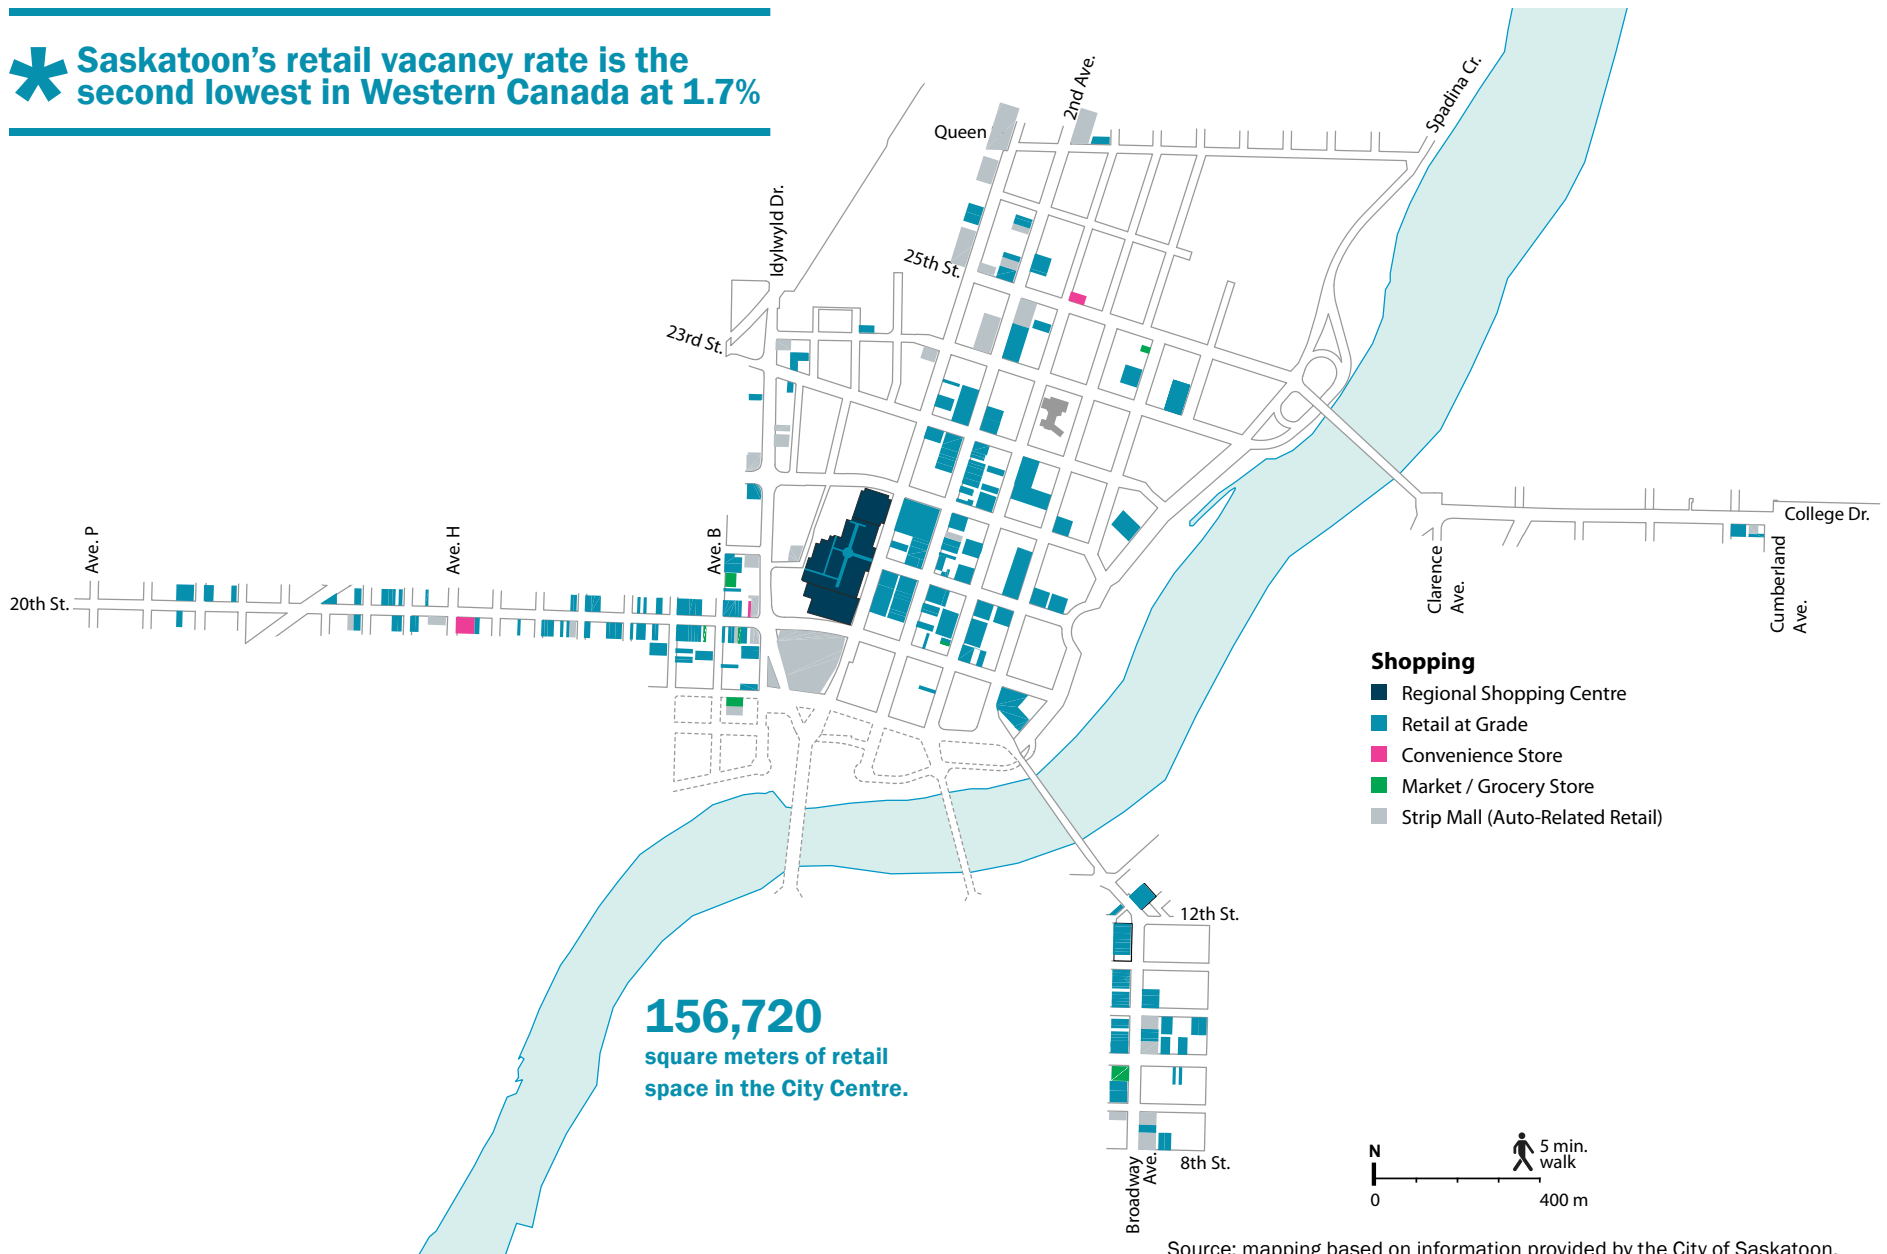 Saskatoon's retail vacancy rate is the
second lowest in Western Canada at 1.7%
2nd Ave.
Spadina Cr.
Queen
Idylwyld Dr.
25th St.
23rd St.
College Dr.
Ave. P
Ave. H
Ave. B
20th St.
Clarence
Ave.
Cumberland
Ave.
Shopping
Regional Shopping Centre
Retail at Grade
Convenience Store
Market / Grocery Store
Strip Mall (Auto-Related Retail)
12th St.
156,720
square meters of retail
space in the City Centre.
Broadway
Ave.
8th St.
N
5 min.
walk
0
400 m
Source: mapping based on information provided by the City of Saskatoon.